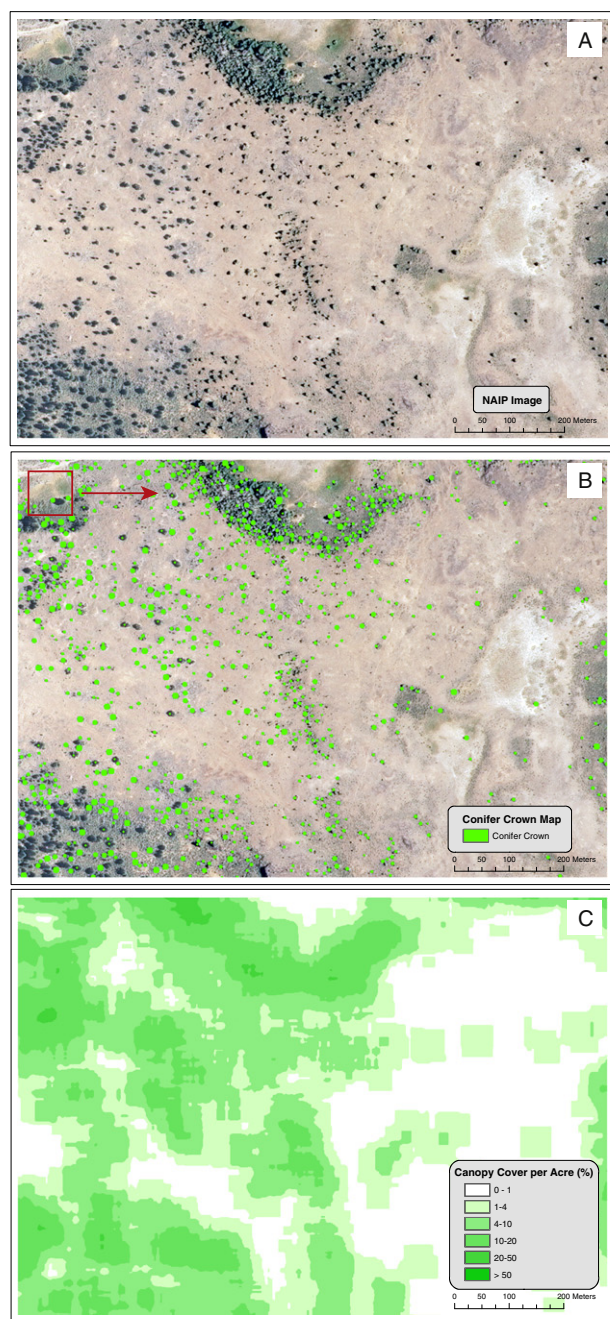 A
NAIP Image
0 50 100 200 Meters
B
Conifer Crown Map
Conifer Crown
0 50 100 200 Meters
C
Canopy Cover per Acre (%)
0 - 1
1-4
4-10
10-20
20-50
> 50
0 50 100 200 Meters